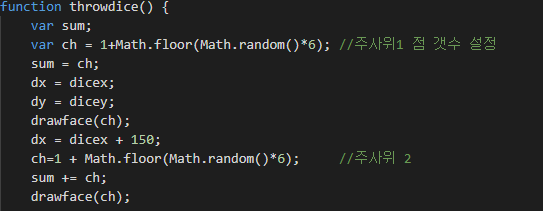 function throwdice() {
    var sum;
    var ch = 1+Math.floor(Math.random()*6); //주사위1 점 갯수 설정
    sum = ch;
    dx = dicex;
    dy = dicey;
    drawface(ch);
    dx = dicex + 150;
    ch=1 + Math.floor(Math.random()*6);     //주사위 2
    sum += ch;
    drawface(ch);